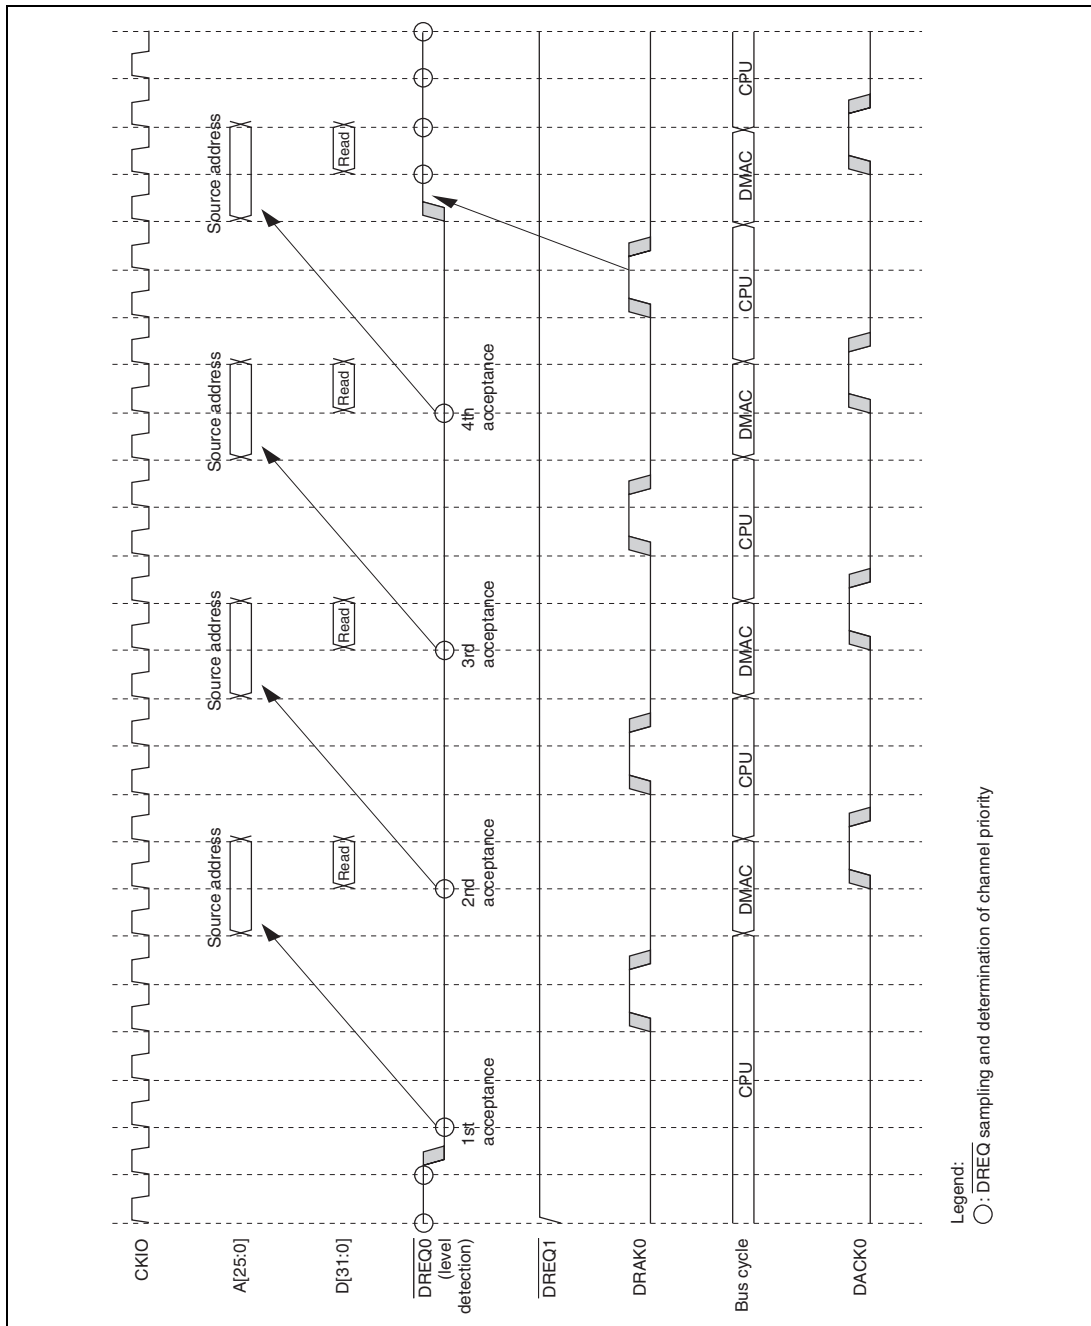 CKIO
A[25:0]
Source address
Source address
Source address
Source address
D[31:0]
Read
Read
Read
Read
DREQ0
(level
detection)
1st
acceptance
2nd
acceptance
3rd
acceptance
4th
acceptance
DREQ1
DRAK0
Bus cycle
CPU
DMAC
CPU
DMAC
CPU
DMAC
CPU
DMAC
CPU
DACK0
Legend:
○: DREQ sampling and determination of channel priority